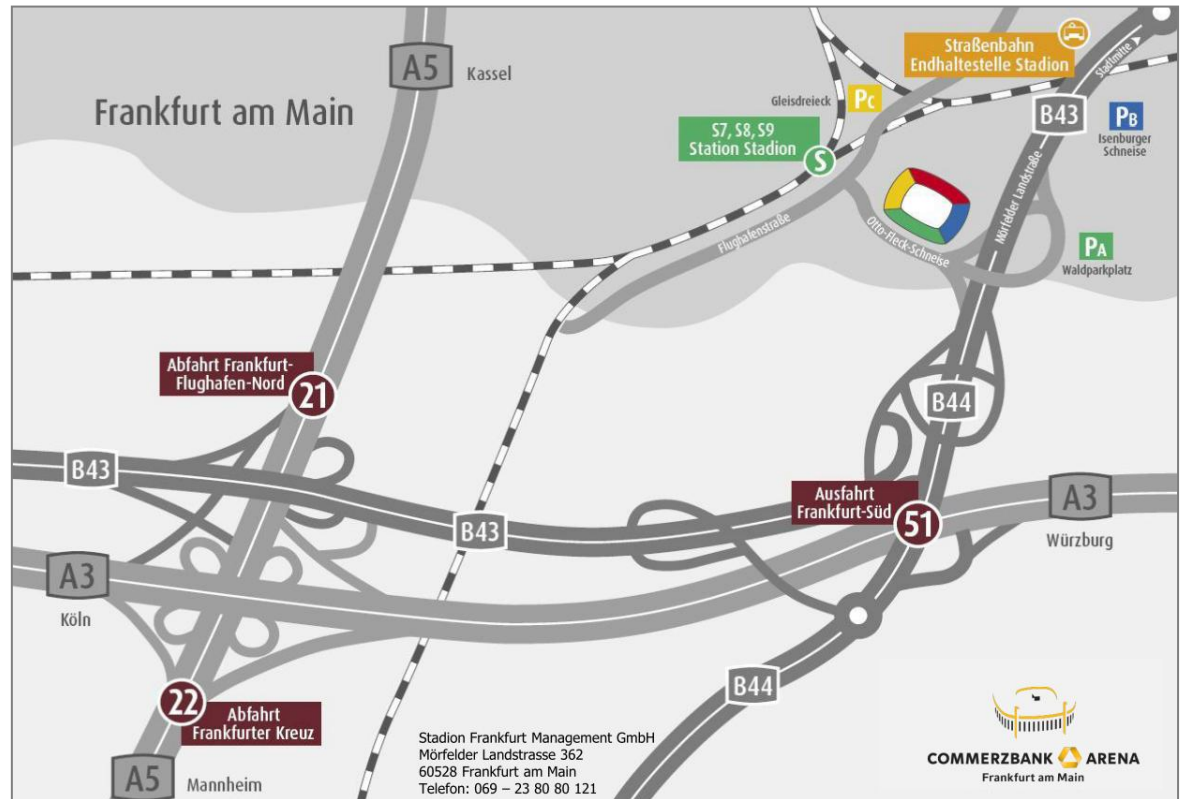 A5
Kassel
Frankfurt am Main
Straßenbahn
Endhaltestelle Stadion
Stadtmitte
Gleisdreieck
PC
S7, S8, S9
Station Stadion
S
B43
PB
Isenburger
Schneise
Mörfelder Landstraße
Flughafenstraße
Otto-Fleck-Schneise
PA
Waldparkplatz
Abfahrt Frankfurt-
Flughafen-Nord
21
B44
B43
B43
Ausfahrt
Frankfurt-Süd
51
A3
Würzburg
A3
Köln
22
Abfahrt
Frankfurter Kreuz
B44
A5
Mannheim
Stadion Frankfurt Management GmbH
Mörfelder Landstrasse 362
60528 Frankfurt am Main
Telefon: 069 – 23 80 80 121
COMMERZBANK ARENA
Frankfurt am Main